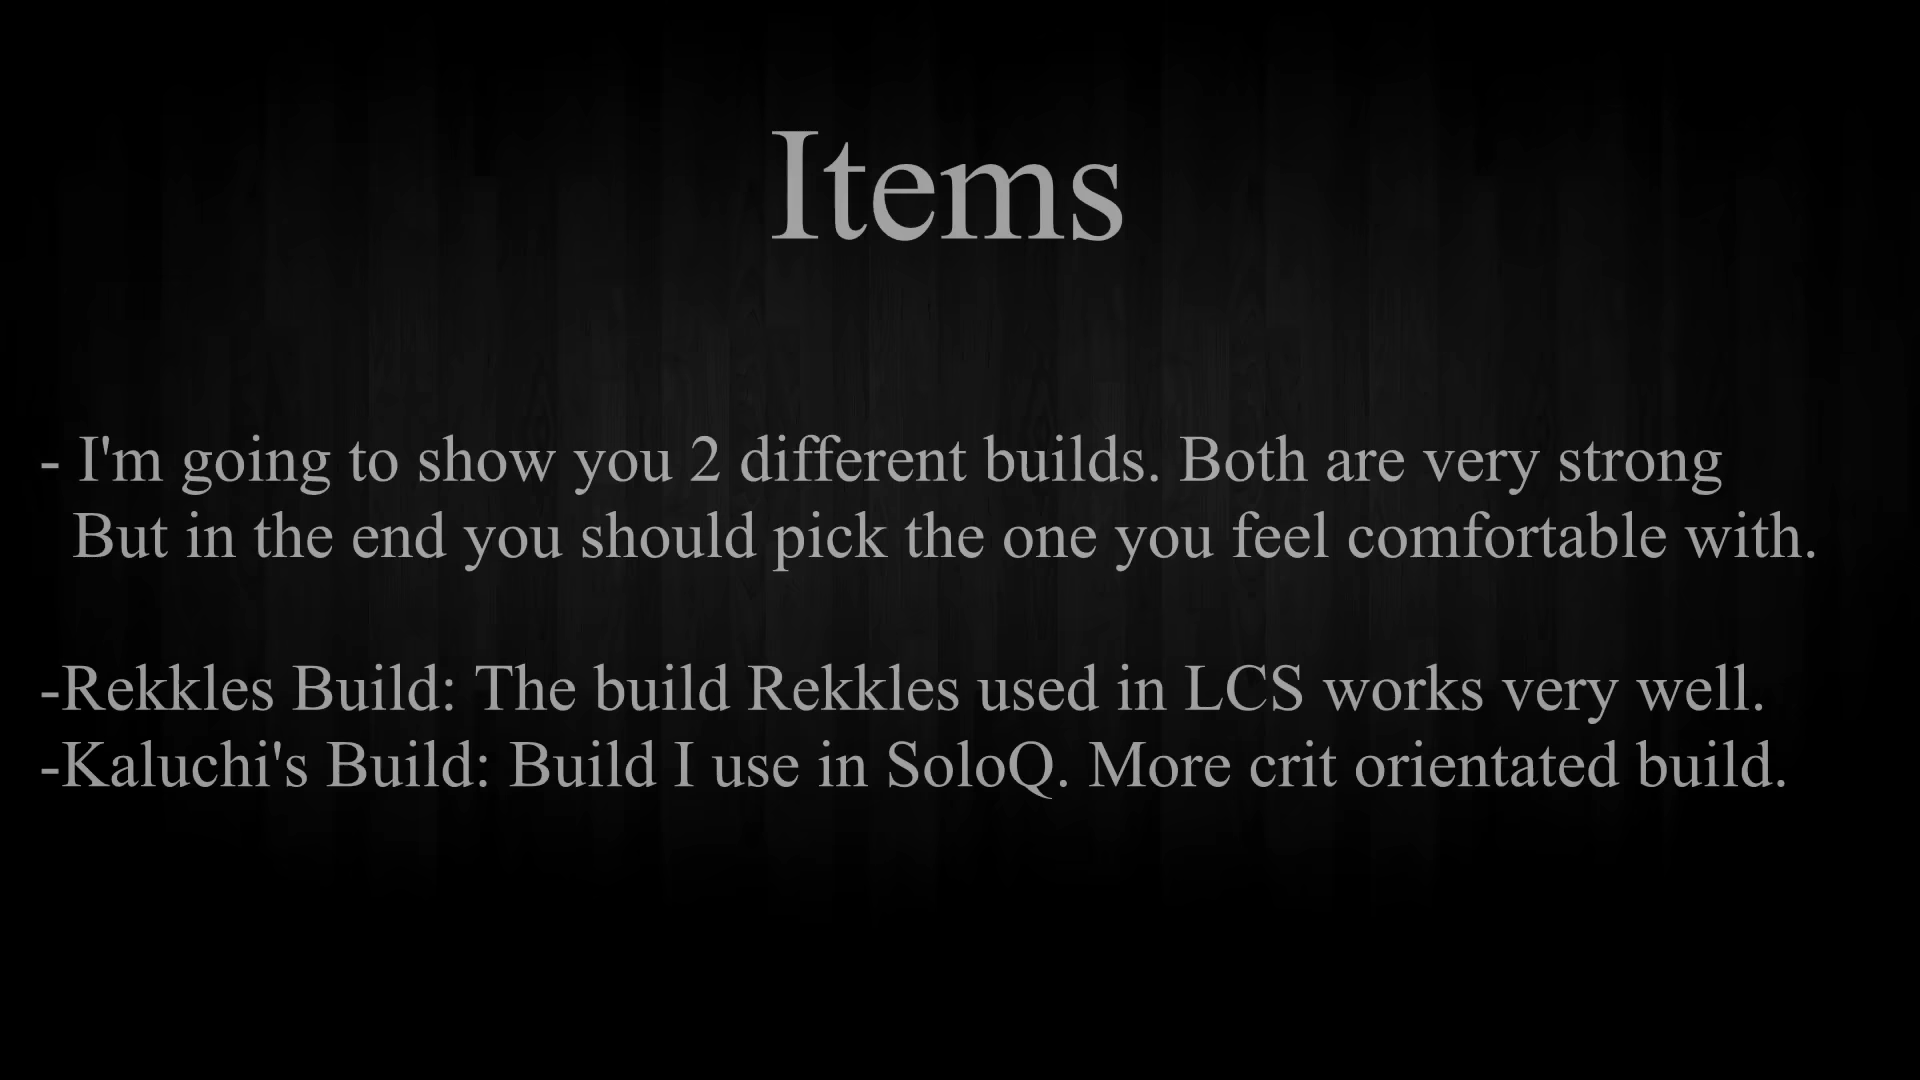 Items
- I'm going to show you 2 different builds. Both are very strong
But in the end you should pick the one you feel comfortable with.
-Rekkles Build: The build Rekkles used in LCS works very well.
-Kaluchi's Build: Build I use in SoloQ. More crit orientated build.